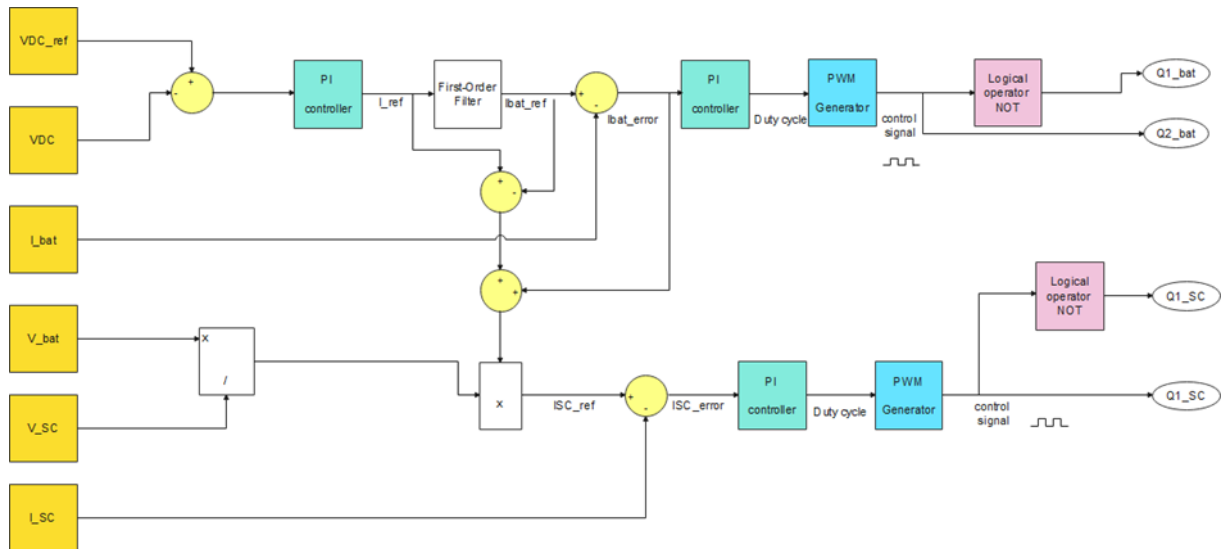 VDC_ref
VDC
I_bat
V_bat
V_SC
I_SC
+
-
PI
controller
I_ref
First-Order
Filter
Ibat_ref
+
-
Ibat_error
PI
controller
Duty cycle
PWM
Generator
control
signal
Logical
operator
NOT
Q1_bat
Q2_bat
+
-
+
+
x
/
x
ISC_ref
+
-
ISC_error
PI
controller
Duty cycle
PWM
Generator
control
signal
Logical
operator
NOT
Q1_SC
Q1_SC